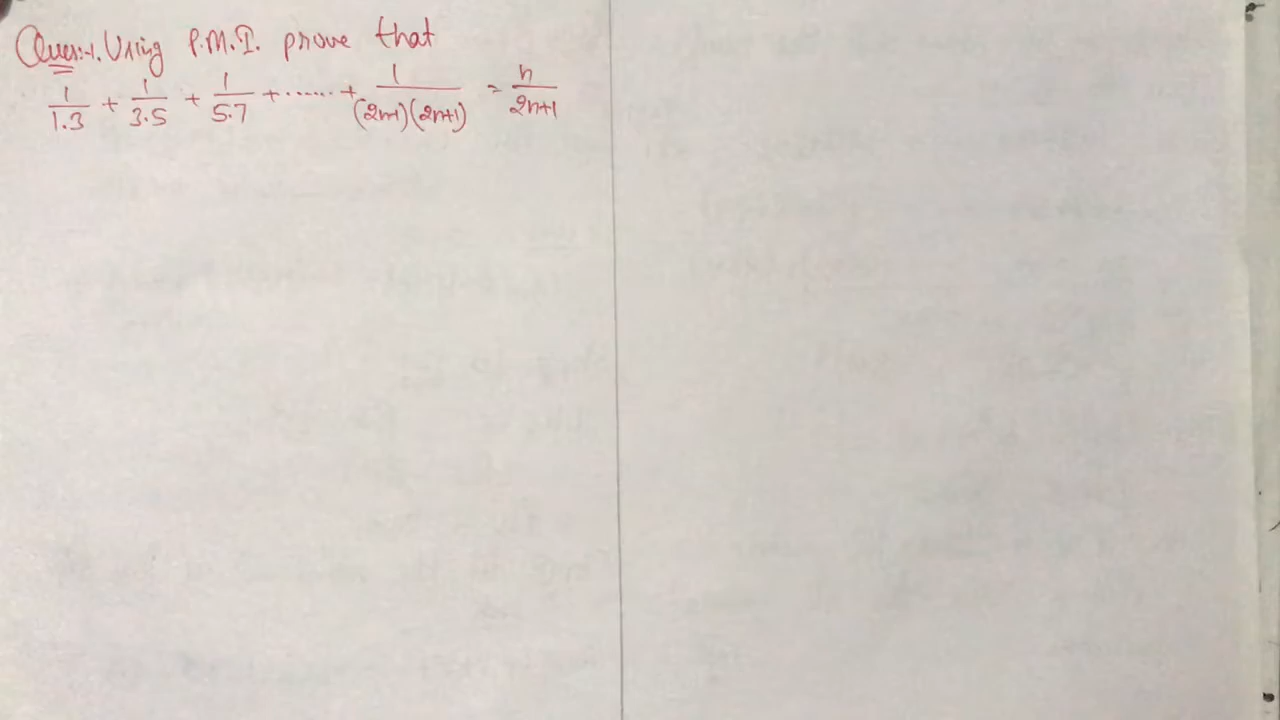 Ques:-1. Using P.M.I. prove that
1/1.3 + 1/3.5 + 1/5.7 + ...... + 1/(2n-1)(2n+1) = n/2n+1